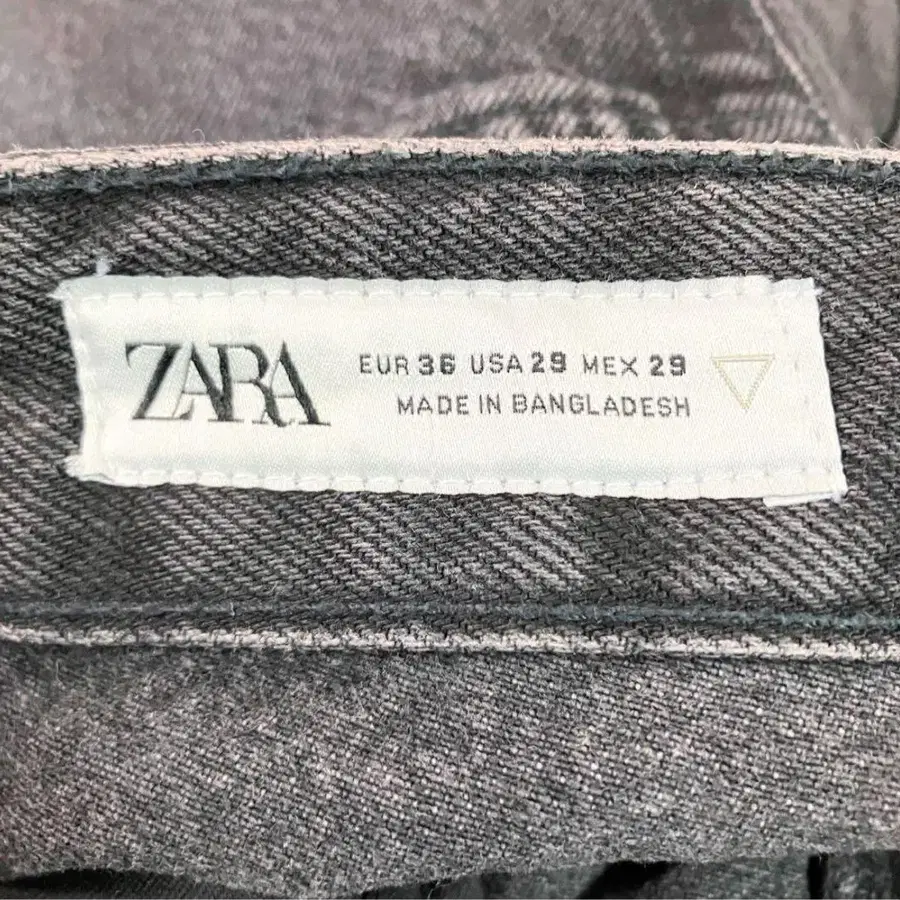 ZARA
EUR 36 USA 29 MEX 29
MADE IN BANGLADESH